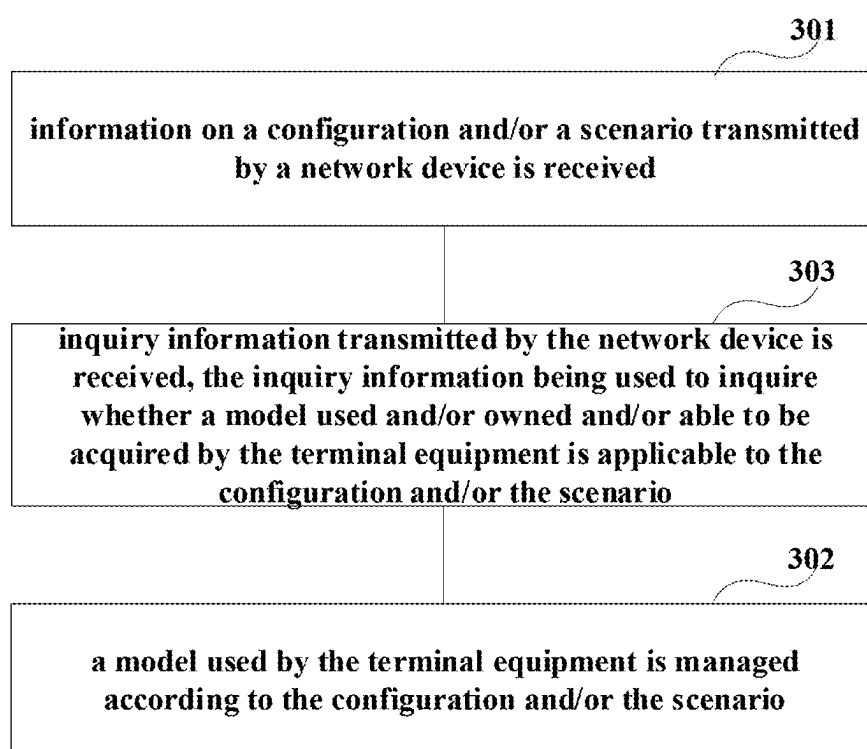 301
information on a configuration and/or a scenario transmitted
by a network device is received
303
inquiry information transmitted by the network device is
received, the inquiry information being used to inquire
whether a model used and/or owned and/or able to be
acquired by the terminal equipment is applicable to the
configuration and/or the scenario
302
a model used by the terminal equipment is managed
according to the configuration and/or the scenario